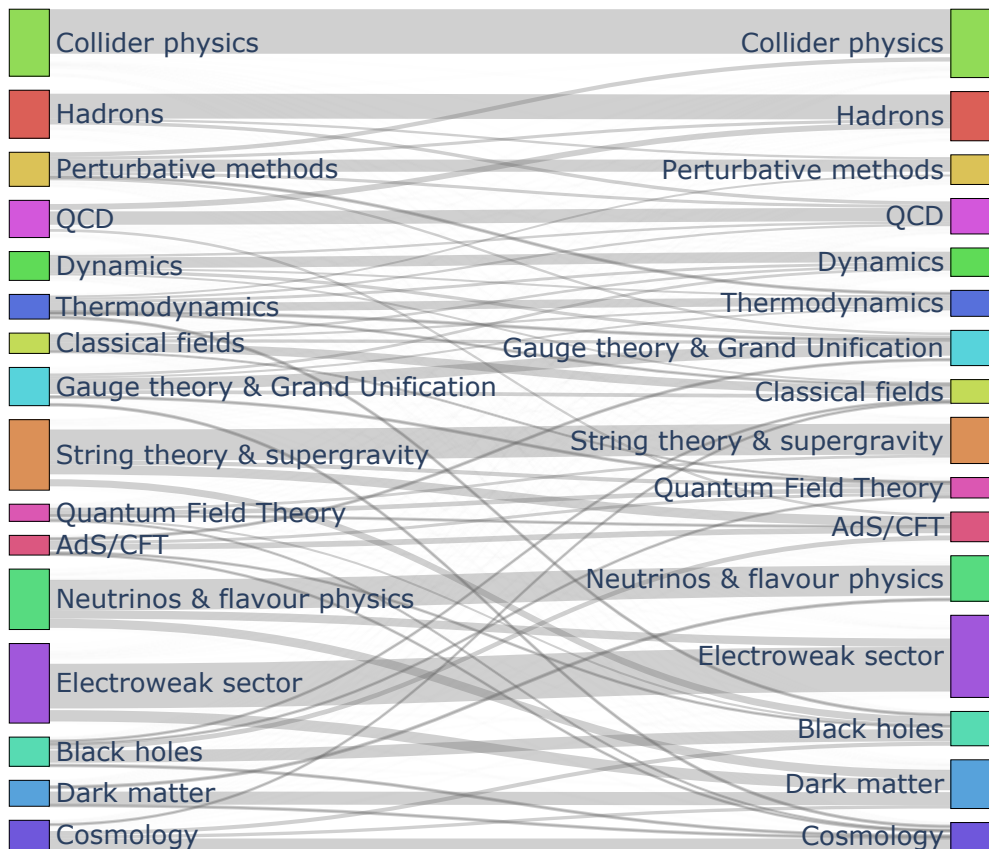 Collider physics
Collider physics
Hadrons
Hadrons
Perturbative methods
Perturbative methods
QCD
QCD
Dynamics
Dynamics
Thermodynamics
Thermodynamics
Classical fields
Gauge theory & Grand Unification
Gauge theory & Grand Unification
Classical fields
String theory & supergravity
String theory & supergravity
Quantum Field Theory
Quantum Field Theory
AdS/CFT
AdS/CFT
Neutrinos & flavour physics
Neutrinos & flavour physics
Electroweak sector
Electroweak sector
Black holes
Black holes
Dark matter
Dark matter
Cosmology
Cosmology